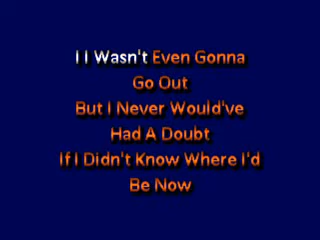 I I Wasn't Even Gonna
Go Out
But I Never Would've
Had A Doubt
If I Didn't Know Where I'd
Be Now